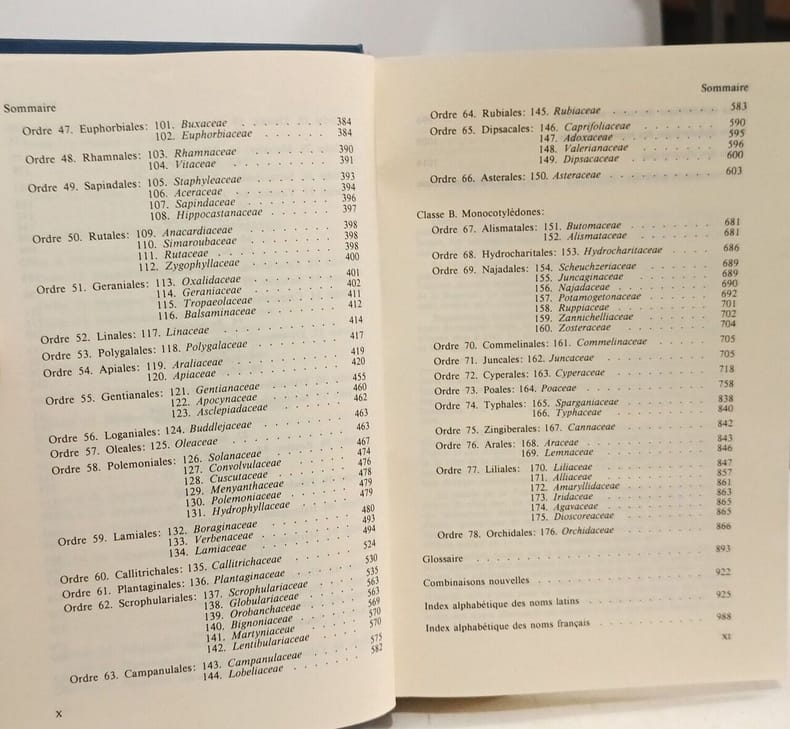 Sommaire
Ordre 47. Euphorbiales: 101. Buxaceae . . . . . . . . 384
102. Euphorbiaceae . . . . . . 384
Ordre 48. Rhamnales: 103. Rhamnaceae . . . . . . . 390
104. Vitaceae . . . . . . . . 391
Ordre 49. Sapindales: 105. Staphyleaceae . . . . . . . 393
106. Aceraceae . . . . . . . . 394
107. Sapindaceae . . . . . . . 396
108. Hippocastanaceae . . . . . 397
Ordre 50. Rutales: 109. Anacardiaceae . . . . . . . 398
110. Simaroubaceae . . . . . . 398
111. Rutaceae . . . . . . . . 398
112. Zygophyllaceae . . . . . . 400
Ordre 51. Geraniales: 113. Oxalidaceae . . . . . . . 401
114. Geraniaceae . . . . . . . 402
115. Tropaeolaceae . . . . . . 411
116. Balsaminaceae . . . . . . 412
Ordre 52. Linales: 117. Linaceae . . . . . . . . . 414
Ordre 53. Polygalales: 118. Polygalaceae . . . . . . . 417
Ordre 54. Apiales: 119. Araliaceae . . . . . . . . 419
120. Apiaceae . . . . . . . . 420
Ordre 55. Gentianales: 121. Gentianaceae . . . . . . 455
122. Apocynaceae . . . . . . 460
123. Asclepiadaceae . . . . . . 462
Ordre 56. Loganiales: 124. Buddlejaceae . . . . . . . 463
Ordre 57. Oleales: 125. Oleaceae . . . . . . . . . 463
Ordre 58. Polemoniales: 126. Solanaceae . . . . . . . 467
127. Convolvulaceae . . . . . . 474
128. Cuscutaceae . . . . . . . 476
129. Menyanthaceae . . . . . . 478
130. Polemoniaceae . . . . . . 479
131. Hydrophyllaceae . . . . . 479
Ordre 59. Lamiales: 132. Boraginaceae . . . . . . . 480
133. Verbenaceae . . . . . . . 493
134. Lamiaceae . . . . . . . . 494
Ordre 60. Callitrichales: 135. Callitrichaceae . . . . . 524
Ordre 61. Plantaginales: 136. Plantaginaceae . . . . . 530
Ordre 62. Scrophulariales: 137. Scrophulariaceae . . . . 535
138. Globulariaceae . . . . . 563
139. Orobanchaceae . . . . . 563
140. Bignoniaceae . . . . . . 569
141. Martyniaceae . . . . . . 570
142. Lentibulariaceae . . . . . 570
Ordre 63. Campanulales: 143. Campanulaceae . . . . . 575
144. Lobeliaceae . . . . . . . 582
X
Sommaire
Ordre 64. Rubiales: 145. Rubiaceae . . . . . . . . 583
Ordre 65. Dipsacales: 146. Caprifoliaceae . . . . . . . 590
147. Adoxaceae . . . . . . . 595
148. Valerianaceae . . . . . . . 596
149. Dipsacaceae . . . . . . . 600
Ordre 66. Asterales: 150. Asteraceae . . . . . . . . 603
Classe B. Monocotylédones:
Ordre 67. Alismatales: 151. Butomaceae . . . . . . . 681
152. Alismataceae . . . . . . . 681
Ordre 68. Hydrocharitales: 153. Hydrocharitaceae . . . . . 686
Ordre 69. Najadales: 154. Scheuchzeriaceae . . . . . . 689
155. Juncaginaceae . . . . . . . 689
156. Najadaceae . . . . . . . . 690
157. Potamogetonaceae . . . . . . 692
158. Ruppiaceae . . . . . . . . 701
159. Zannichelliaceae . . . . . . 702
160. Zosteraceae . . . . . . . . 704
Ordre 70. Commelinales: 161. Commelinaceae . . . . . . 705
Ordre 71. Juncales: 162. Juncaceae . . . . . . . . 705
Ordre 72. Cyperales: 163. Cyperaceae . . . . . . . . 718
Ordre 73. Poales: 164. Poaceae . . . . . . . . . 758
Ordre 74. Typhales: 165. Sparganiaceae . . . . . . . 838
166. Typhaceae . . . . . . . . 840
Ordre 75. Zingiberales: 167. Cannaceae . . . . . . . . 842
Ordre 76. Arales: 168. Araceae . . . . . . . . . 843
169. Lemnaceae . . . . . . . . 846
Ordre 77. Liliales: 170. Liliaceae . . . . . . . . . 847
171. Alliaceae . . . . . . . . . 857
172. Amaryllidaceae . . . . . . . 861
173. Iridaceae . . . . . . . . . 863
174. Agavaceae . . . . . . . . 865
175. Dioscoreaceae . . . . . . . 865
Ordre 78. Orchidales: 176. Orchidaceae . . . . . . . . 866
Glossaire . . . . . . . . . . . . . . . . 893
Combinaisons nouvelles . . . . . . . . . . . . 922
Index alphabétique des noms latins . . . . . . . . . 925
Index alphabétique des noms français . . . . . . . . 988
XI